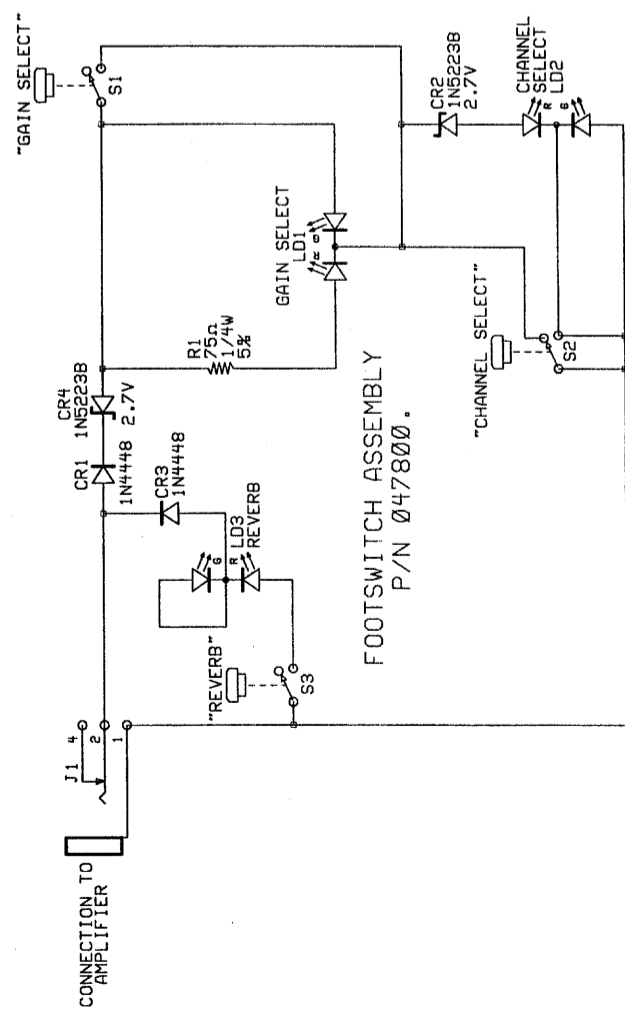 "GAIN SELECT"
S1
CR2
1N5223B
2.7V
CHANNEL
SELECT
LD2
R
G
GAIN SELECT
LD1
R G
R1
75Ω
1/4W
5%
"CHANNEL SELECT"
S2
CR4
1N5223B
2.7V
CR1
1N4448
CR3
1N4448
G
R
LD3
REVERB
"REVERB"
S3
FOOTSWITCH ASSEMBLY
P/N Ø478ØØ.
J1
4
2
1
CONNECTION TO
AMPLIFIER